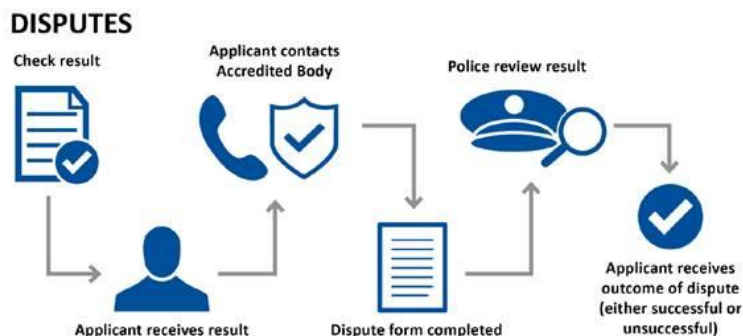 DISPUTES
Check result
Applicant receives result
Applicant contacts
Accredited Body
Dispute form completed
Police review result
Applicant receives
outcome of dispute
(either successful or
unsuccessful)